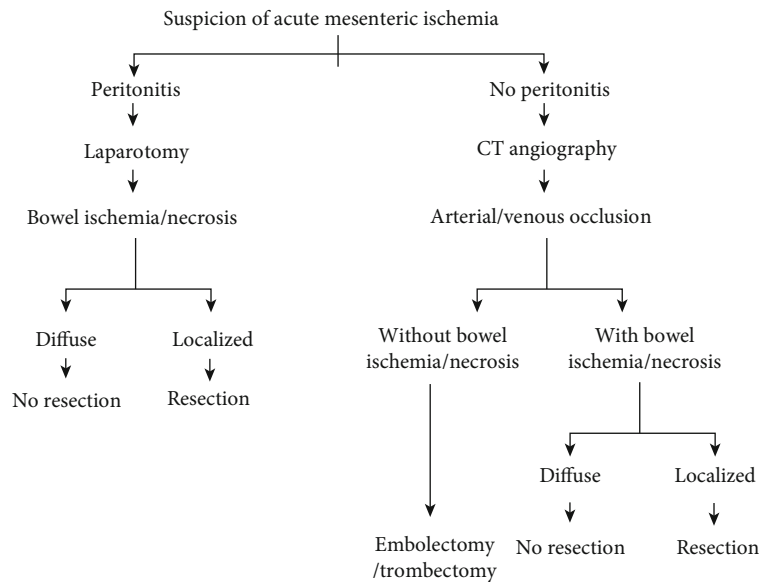 Suspicion of acute mesenteric ischemia
Peritonitis
No peritonitis
Laparotomy
CT angiography
Bowel ischemia/necrosis
Arterial/venous occlusion
Diffuse
Localized
Without bowel
ischemia/necrosis
With bowel
ischemia/necrosis
No resection
Resection
Diffuse
Localized
Embolectomy
/trombectomy
No resection
Resection